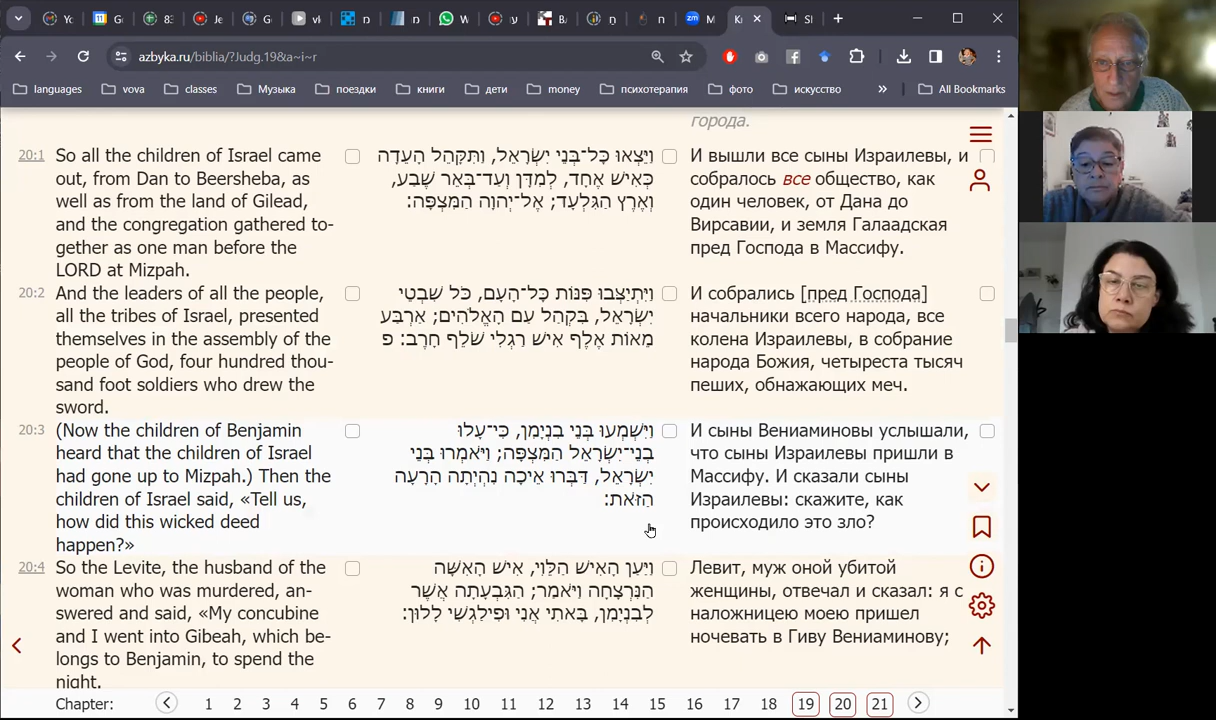 azbyka.ru/biblia/?Judg.19&a~i~r
languages
vova
classes
Музыка
поездки
книги
дети
money
психотерапия
фото
искусство
All Bookmarks
города.
20:1
So all the children of Israel came
out, from Dan to Beersheba, as
well as from the land of Gilead,
and the congregation gathered to-
gether as one man before the
LORD at Mizpah.
וַיֵּצְאוּ כָּל־בְּנֵי יִשְׂרָאֵל, וַתִּקָּהֵל הָעֵדָה
כְּאִישׁ אֶחָד, לְמִדָּן וְעַד־בְּאֵר שֶׁבַע,
וְאֶרֶץ הַגִּלְעָד; אֶל־יְהוָה הַמִּצְפָּה:
И вышли все сыны Израилевы, и
собралось все общество, как
один человек, от Дана до
Вирсавии, и земля Галаадская
пред Господа в Массифу.
20:2
And the leaders of all the people,
all the tribes of Israel, presented
themselves in the assembly of the
people of God, four hundred thou-
sand foot soldiers who drew the
sword.
וַיִּתְיַצְּבוּ פִּנּוֹת כָּל־הָעָם, כֹּל שִׁבְטֵי
יִשְׂרָאֵל, בִּקְהַל עַם הָאֱלֹהִים; אַרְבַּע
מֵאוֹת אֶלֶף אִישׁ רַגְלִי שֹׁלֵף חָרֶב: פ
И собрались [пред Господа]
начальники всего народа, все
колена Израилевы, в собрание
народа Божия, четыреста тысяч
пеших, обнажающих меч.
20:3
(Now the children of Benjamin
heard that the children of Israel
had gone up to Mizpah.) Then the
children of Israel said, «Tell us,
how did this wicked deed
happen?»
וַיִּשְׁמְעוּ בְּנֵי בִנְיָמִן, כִּי־עָלוּ
בְנֵי־יִשְׂרָאֵל הַמִּצְפָּה; וַיֹּאמְרוּ בְּנֵי
יִשְׂרָאֵל, דַּבְּרוּ אֵיכָה נִהְיְתָה הָרָעָה
הַזֹּאת:
И сыны Вениаминовы услышали,
что сыны Израилевы пришли в
Массифу. И сказали сыны
Израилевы: скажите, как
происходило это зло?
20:4
So the Levite, the husband of the
woman who was murdered, an-
swered and said, «My concubine
and I went into Gibeah, which be-
longs to Benjamin, to spend the
night.
וַיַּעַן הָאִישׁ הַלֵּוִי, אִישׁ הָאִשָּׁה
הַנִּרְצָחָה וַיֹּאמַר; הַגִּבְעָתָה אֲשֶׁר
לְבִנְיָמִן, בָּאתִי אֲנִי וּפִילַגְשִׁי לָלוּן:
Левит, муж оной убитой
женщины, отвечал и сказал: я с
наложницею моею пришел
ночевать в Гиву Вениаминову;
Chapter: 1 2 3 4 5 6 7 8 9 10 11 12 13 14 15 16 17 18 19 20 21